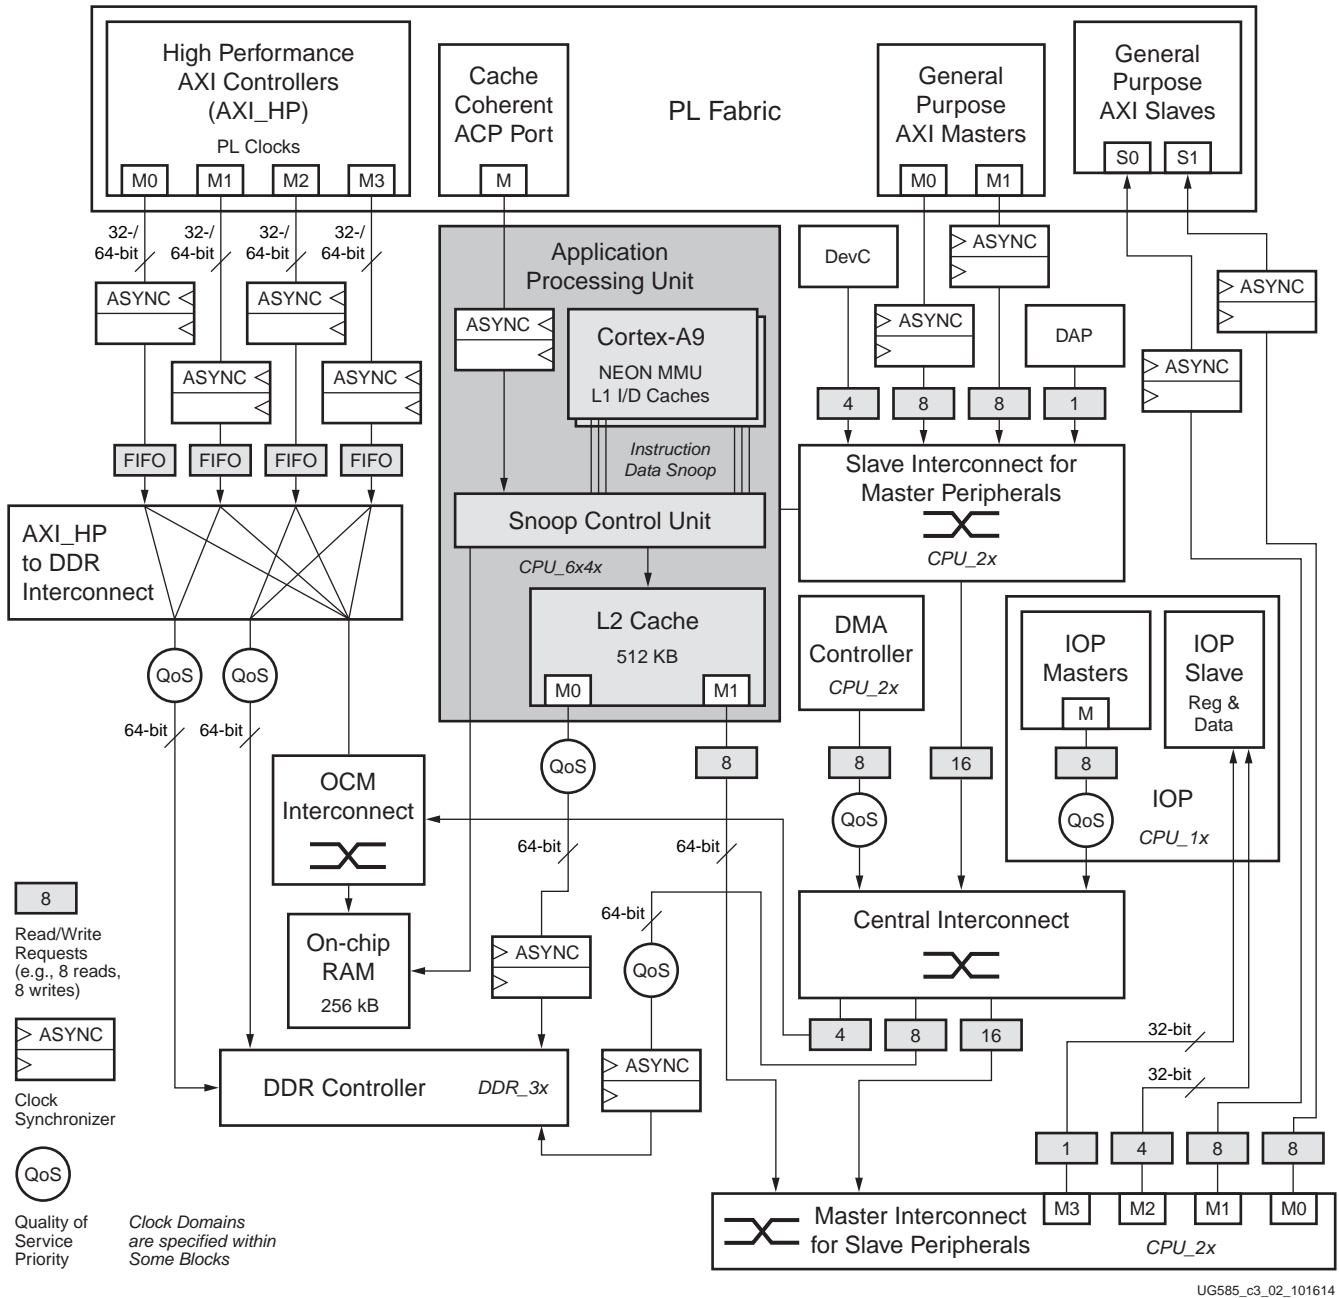 High Performance
AXI Controllers
(AXI_HP)
PL Clocks
M0
M1
M2
M3
Cache
Coherent
ACP Port
M
PL Fabric
General
Purpose
AXI Masters
M0
M1
General
Purpose
AXI Slaves
S0
S1
32-/
64-bit
32-/
64-bit
32-/
64-bit
32-/
64-bit
ASYNC
ASYNC
ASYNC
ASYNC
FIFO
FIFO
FIFO
FIFO
AXI_HP
to DDR
Interconnect
QoS
QoS
64-bit
64-bit
Application
Processing Unit
ASYNC
Cortex-A9
NEON MMU
L1 I/D Caches
Instruction
Data Snoop
Snoop Control Unit
CPU_6x4x
L2 Cache
512 KB
M0
M1
DevC
ASYNC
ASYNC
DAP
ASYNC
ASYNC
4
8
8
1
Slave Interconnect for
Master Peripherals
CPU_2x
DMA
Controller
CPU_2x
IOP
Masters
M
IOP
Slave
Reg &
Data
QoS
8
8
16
8
QoS
QoS
IOP
CPU_1x
OCM
Interconnect
64-bit
64-bit
On-chip
RAM
256 kB
ASYNC
64-bit
QoS
Central Interconnect
4
8
16
ASYNC
DDR Controller
DDR_3x
32-bit
32-bit
1
4
8
8
M3
M2
M1
M0
Master Interconnect
for Slave Peripherals
CPU_2x
8
Read/Write
Requests
(e.g., 8 reads,
8 writes)
ASYNC
Clock
Synchronizer
QoS
Quality of
Service
Priority
Clock Domains
are specified within
Some Blocks
UG585_c3_02_101614